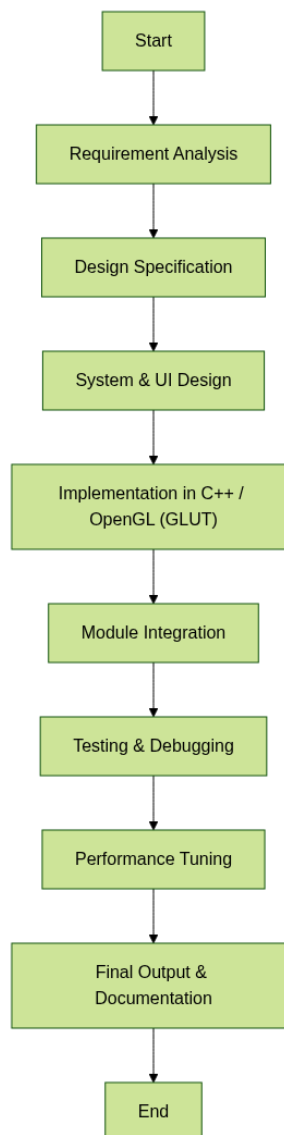 Start
Requirement Analysis
Design Specification
System & UI Design
Implementation in C++ /
OpenGL (GLUT)
Module Integration
Testing & Debugging
Performance Tuning
Final Output &
Documentation
End